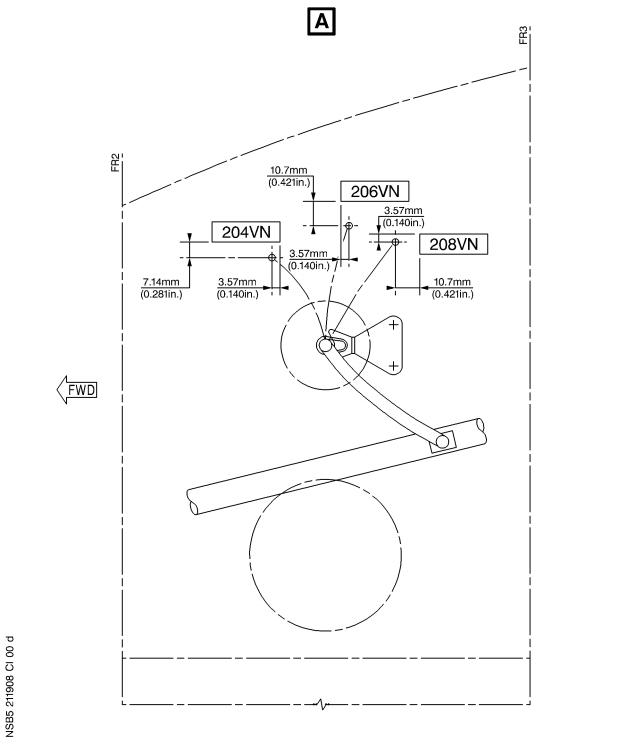 A
FR3
FR2
10.7mm
(0.421in.)
206VN
3.57mm
(0.140in.)
204VN
208VN
3.57mm
(0.140in.)
7.14mm
(0.281in.)
3.57mm
(0.140in.)
10.7mm
(0.421in.)
FWD
NSB5 211908 CI 00 d